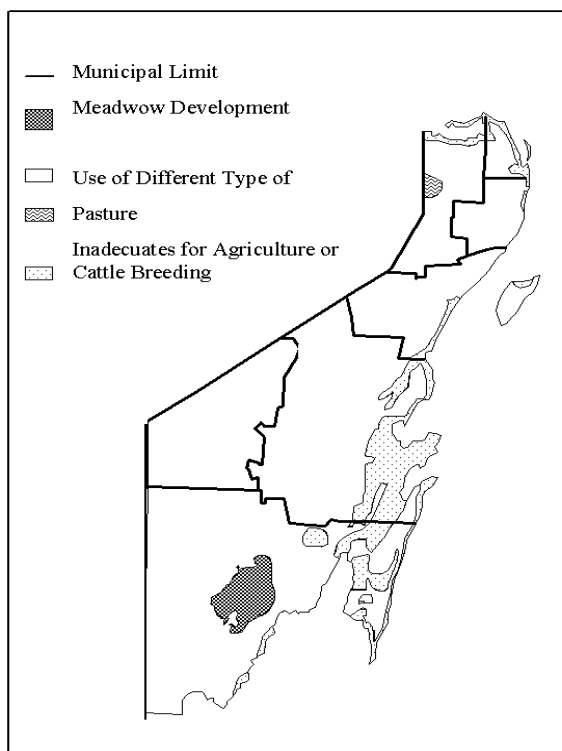 Municipal Limit
Meadwow Development
Use of Different Type of
Pasture
Inadecuates for Agriculture or
Cattle Breeding